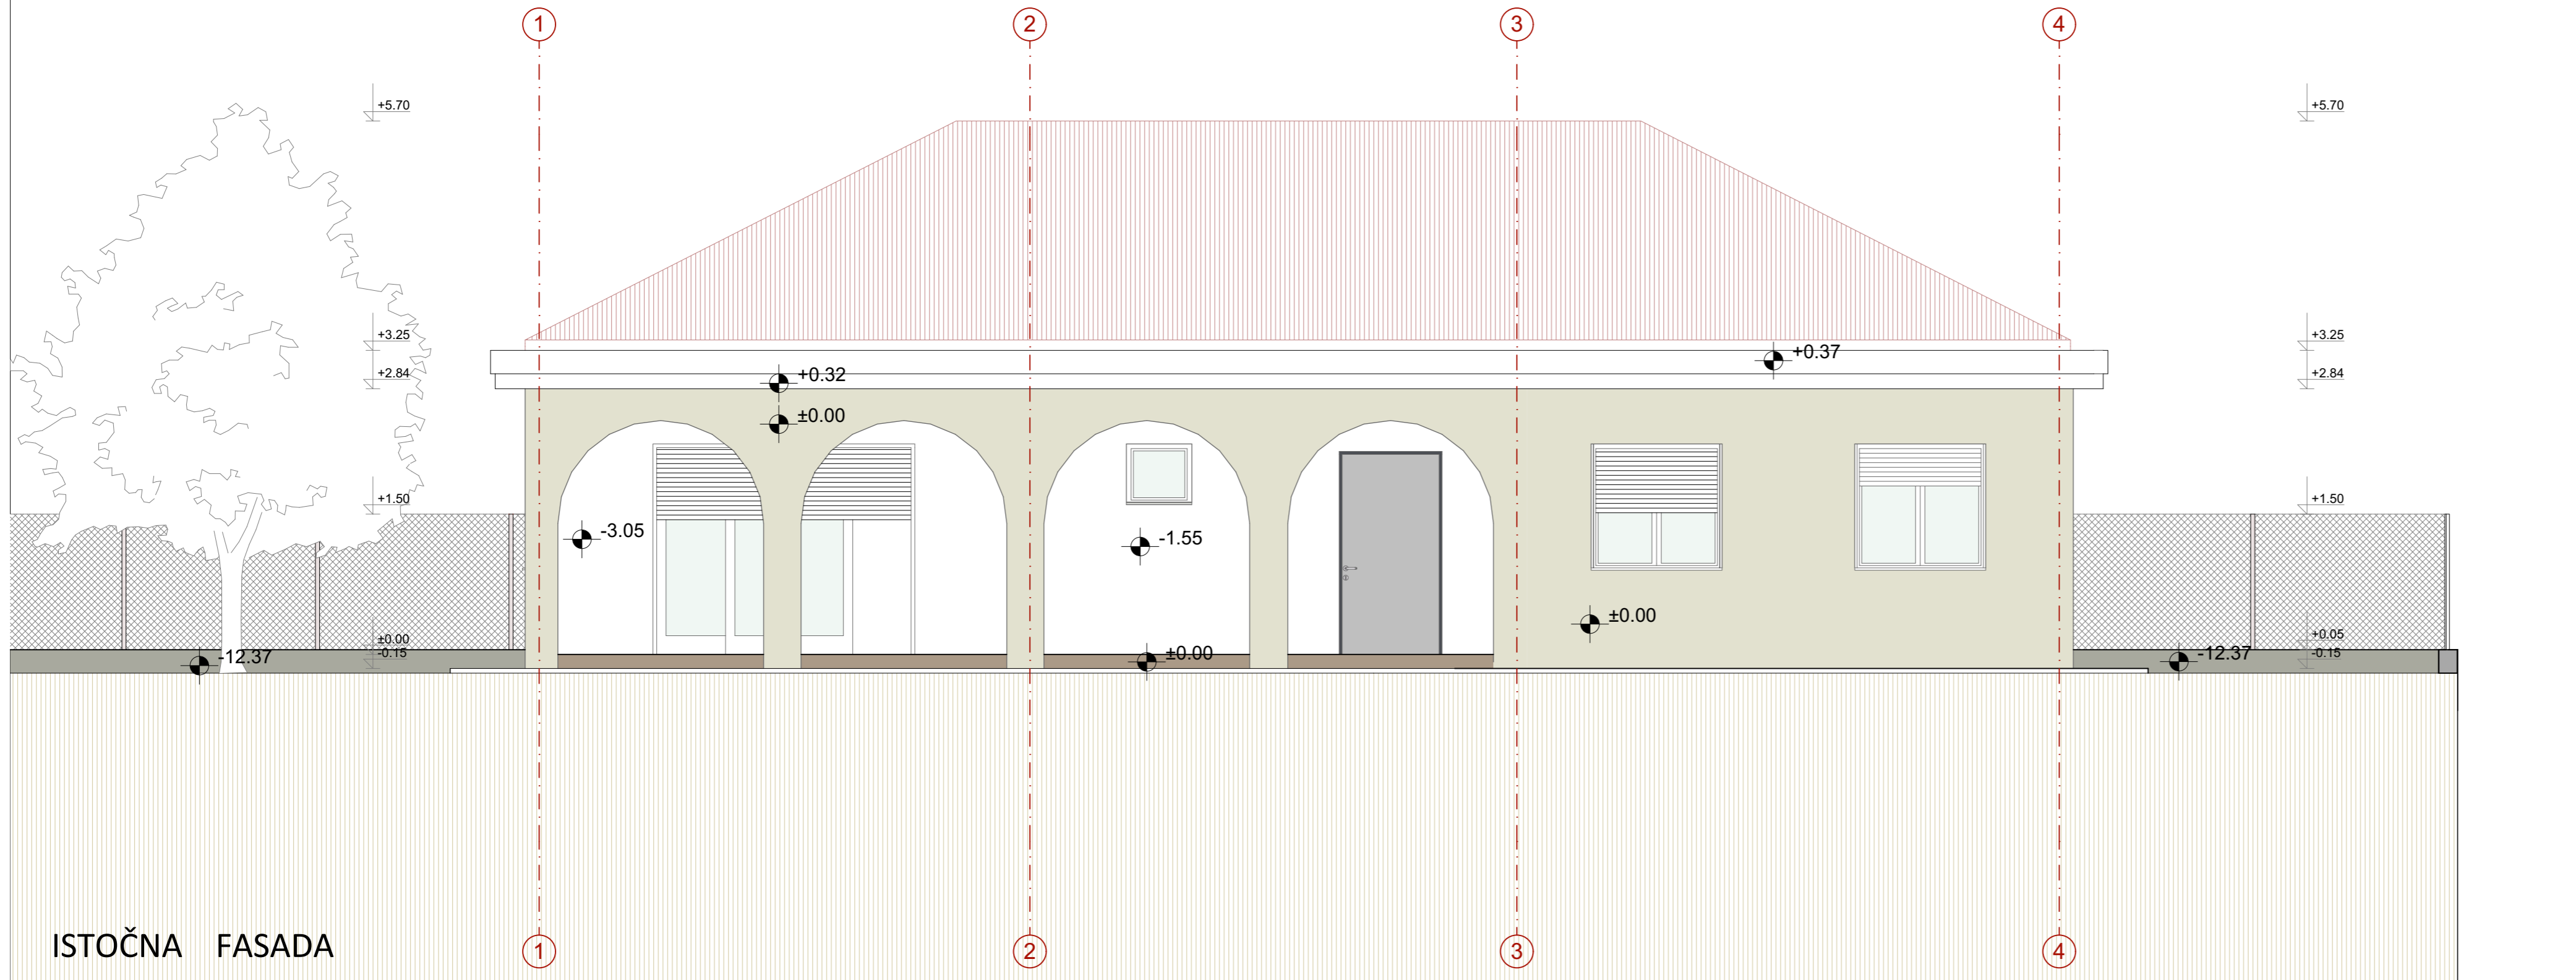 1 2 3 4
+5.70 +5.70
+3.25 +3.25
+0.37
+2.84 +0.32 +2.84
±0.00
+1.50 +1.50
-3.05 -1.55
±0.00
±0.00 +0.05
-12.37 -0.15 ±0.00 -12.37 -0.15
ISTOČNA FASADA
1 2 3 4